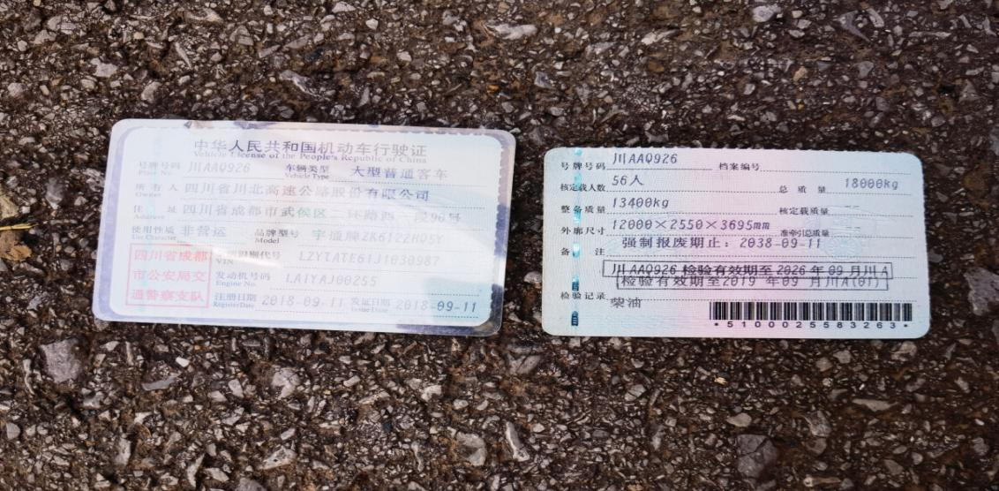 中华人民共和国机动车行驶证
Vehicle License of the People's Republic of China
号牌号码 川AAQ926 车辆类型 大型普通客车
Plate No. Vehicle Type
所有人 四川省川北高速公路股份有限公司
Owner
住址 四川省成都市武侯区二环路西一段96号
Address
使用性质 非营运 品牌型号 宇通牌ZK6122HQ5Y
Use Character Model
四川省成都
市公安局交
通警察支队
车辆识别代号 LZYTATE61J1030987
VIN
发动机号码 LA1YAJ00255
Engine No.
注册日期 2018-09-11 发证日期 2018-09-11
Register Date Issue Date
号牌号码 川AAQ926 档案编号
核定载人数 56人 总质量 18000kg
整备质量 13400kg 核定载质量 --
外廓尺寸 12000×2550×3695mm 准牵引总质量 --
备注 强制报废期止：2038-09-11
川AAQ926 检验有效期至2026年09月川A
检验有效期至2019年09月川A(01)
检验记录
柴油
*5100025583263*